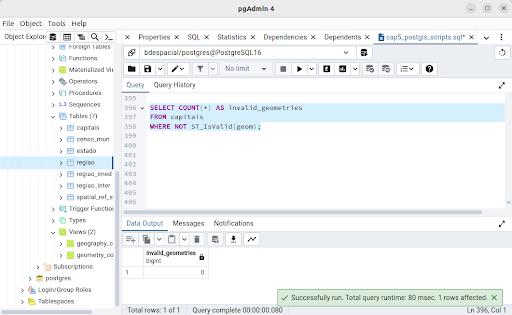 pgAdmin 4
File Object Tools Help
Object Explorer
Properties SQL Statistics Dependencies Dependents cap5_postgis_scripts.sql*
bdespacial/postgres@PostgreSQL16
No limit
Query Query History
Foreign Tables
Functions
Materialized Vie
Operators
Procedures
Sequences
Tables (7)
capitais
censo_mun
estado
regiao
regiao_imed
regiao_inter
spatial_ref_s
Trigger Function
Types
Views (2)
geography_c
geometry_co
Subscriptions
postgres
Login/Group Roles
Tablespaces
395
396 SELECT COUNT(*) AS invalid_geometries
397 FROM capitais
398 WHERE NOT ST_IsValid(geom);
399
400
401
402
403
404
405
406
Data Output Messages Notifications
invalid_geometries
bigint
1 0
Successfully run. Total query runtime: 80 msec. 1 rows affected.
Total rows: 1 of 1 Query complete 00:00:00.080 Ln 396, Col 1